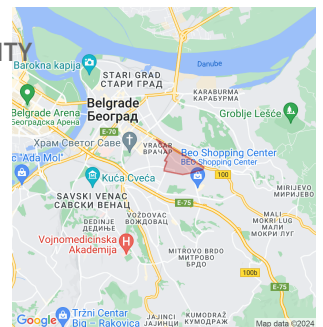 ITY
Barokna kapija
Danube
STARI GRAD
СТАРИ ГРАД
KARABURMA
КАРАБУРМА
Belgrade
Београд
Belgrade Arena
Београдска Арена
E-70
Groblje Lešće
Храм Светог Саве
VRAČAR
ВРАЧАР
Beo Shopping Center
BEO Shopping Center
C "Ada Mol"
Kuća Cveća
100
MIRIJEVO
МИРИЈЕВО
SAVSKI VENAC
САВСКИ ВЕНАЦ
E-75
DEDINJE
ДЕДИЊЕ
VOŽDOVAC
ВОЖДОВАЦ
MALI
MOKRI LUG
МАЛИ
МОКРИ ЛУГ
Vojnomedicinska
Akademija
MITROVO BRDO
МИТРОВО
БРДО
100b
E-75
Google
Tržni Centar
Big – Rakovica
JAJINCI
ЈАЈИНЦИ
KUMODRAŽ
КУМОДРАЖ
Map data ©2024